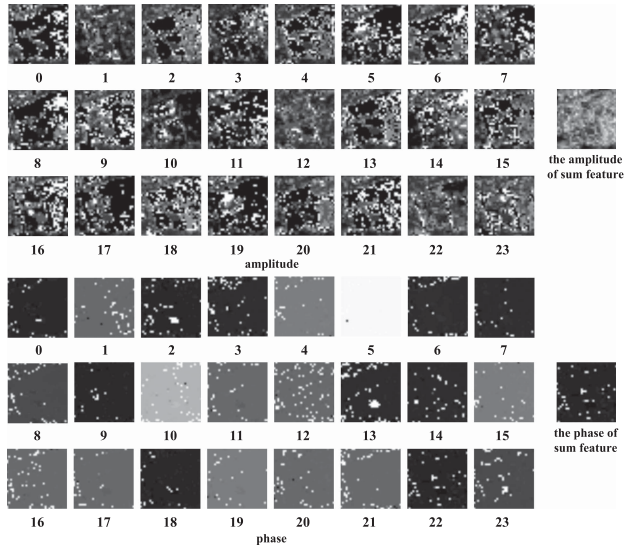 0 1 2 3 4 5 6 7
8 9 10 11 12 13 14 15
the amplitude
of sum feature
16 17 18 19 20 21 22 23
amplitude
0 1 2 3 4 5 6 7
8 9 10 11 12 13 14 15
the phase of
sum feature
16 17 18 19 20 21 22 23
phase